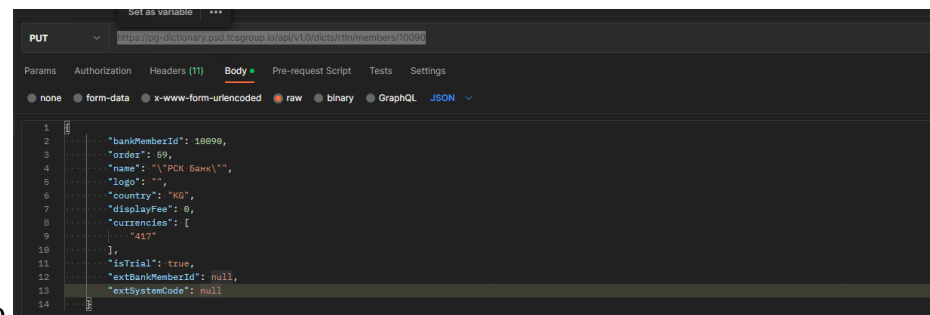 Set as variable ...
PUT https://pg-dictionary.psd.tcsgroup.io/api/v1.0/dicts/rtln/members/10090
Params Authorization Headers (11) Body Pre-request Script Tests Settings
none form-data x-www-form-urlencoded raw binary GraphQL JSON
1 {
2 "bankMemberId": 10090,
3 "order": 59,
4 "name": "\"РСК Банк\"",
5 "logo": "",
6 "country": "KG",
7 "displayFee": 0,
8 "currencies": [
9 "417"
10 ],
11 "isTrial": true,
12 "extBankMemberId": null,
13 "extSystemCode": null
14 }